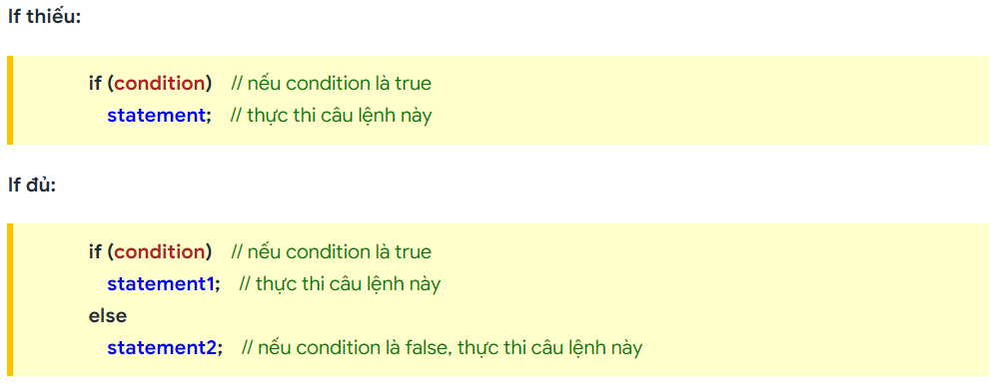 If thiếu:
if (condition) // nếu condition là true
statement; // thực thi câu lệnh này
If đủ:
if (condition) // nếu condition là true
statement1; // thực thi câu lệnh này
else
statement2; // nếu condition là false, thực thi câu lệnh này